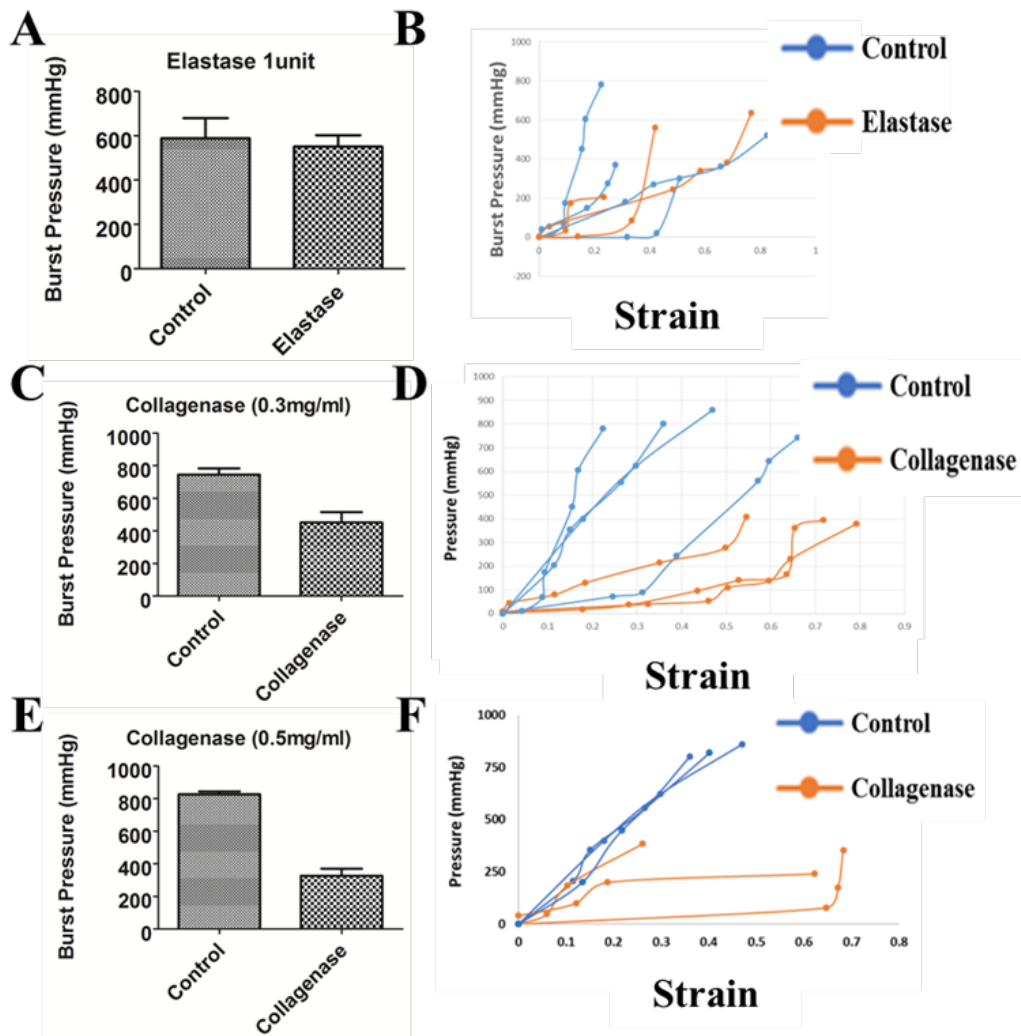 A
Elastase 1unit
Burst Pressure (mmHg)
800
600
400
200
0
Control
Elastase
B
Control
Elastase
Burst Pressure (mmHg)
1000
800
600
400
200
0
-200
0
0.2
0.4
0.6
0.8
1
Strain
C
Collagenase (0.3mg/ml)
Burst Pressure (mmHg)
1000
800
600
400
200
0
Control
Collagenase
D
Control
Collagenase
Pressure (mmHg)
1000
900
800
700
600
500
400
300
200
100
0
0
0.1
0.2
0.3
0.4
0.5
0.6
0.7
0.8
0.9
Strain
E
Collagenase (0.5mg/ml)
Burst Pressure (mmHg)
1000
800
600
400
200
0
Control
Collagenase
F
Control
Collagenase
Pressure (mmHg)
1000
750
500
250
0
0
0.1
0.2
0.3
0.4
0.5
0.6
0.7
0.8
Strain